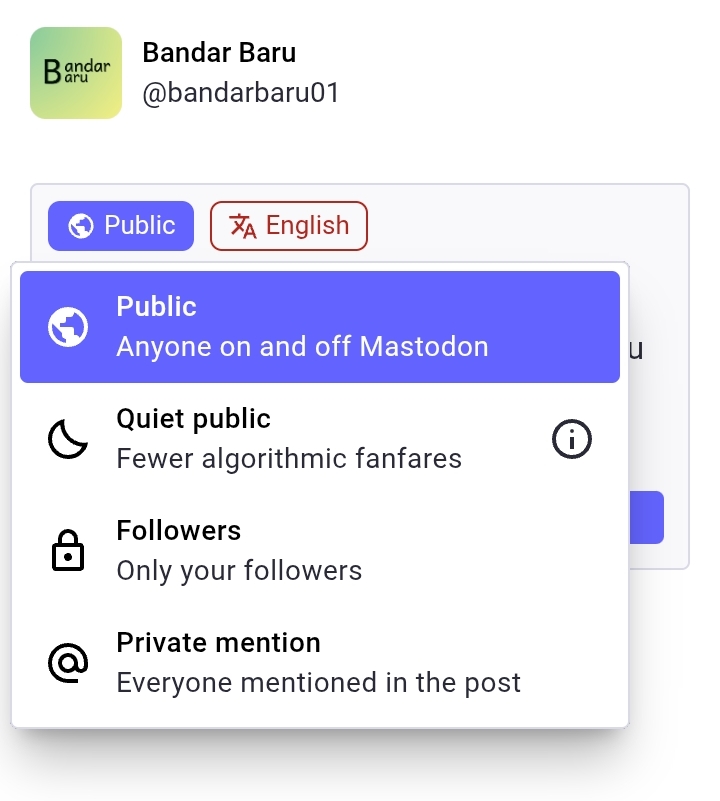 Bandar
Baru
Bandar Baru
@bandarbaru01
Public
English
Public
Anyone on and off Mastodon
u
Quiet public
Fewer algorithmic fanfares
Followers
Only your followers
Private mention
Everyone mentioned in the post